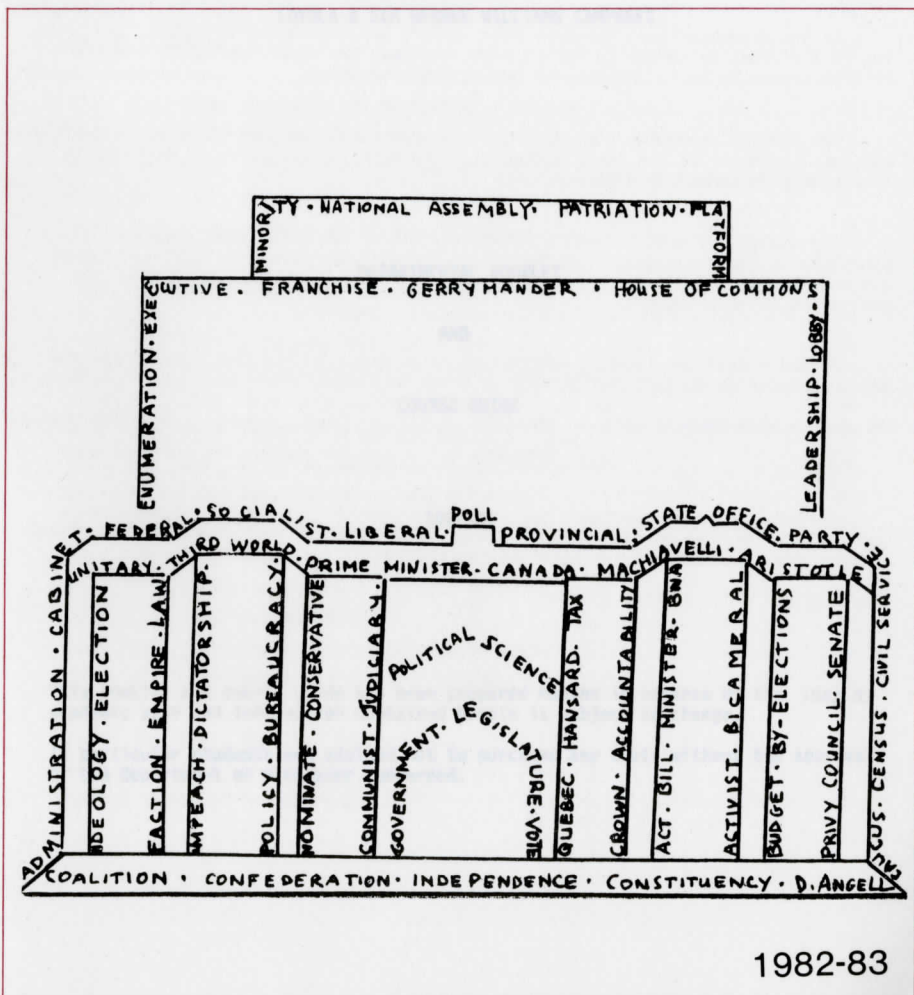 MINORITY · NATIONAL ASSEMBLY · PATRIATION · PLATFORM
ENUMERATION · EXECUTIVE · FRANCHISE · GERRYMANDER · HOUSE OF COMMONS
LEADERSHIP · LOBBY · S
ADMINISTRATION · CABINET · FEDERAL · SOCIALIST · LIBERAL · POLL PROVINCIAL · STATE OFFICE · PARTY ·
CAUCUS · CENSUS CIVIL SERVICE
UNITARY · THIRD WORLD · PRIME MINISTER · CANADA · MACHIAVELLI · ARISTOTLE
IDEOLOGY · ELECTION
FACTION EMPIRE · LAW
IMPEACH · DICTATORSHIP ·
POLICY BUREAUCRACY ·
NOMINATE · CONSERVATIVE
COMMUNIST · JUDICIARY ·
POLITICAL SCIENCE
GOVERNMENT · LEGISLATURE · VOTE
QUEBEC · HANSARD · TAX
CROWN · ACCOUNTABILITY
ACT · BILL · MINISTER · BNA
ACTIVIST BICAMERAL
BUDGET · BY-ELECTIONS
PRIVY COUNCIL · SENATE
COALITION · CONFEDERATION · INDEPENDENCE · CONSTITUENCY · D. ANGELL
1982-83